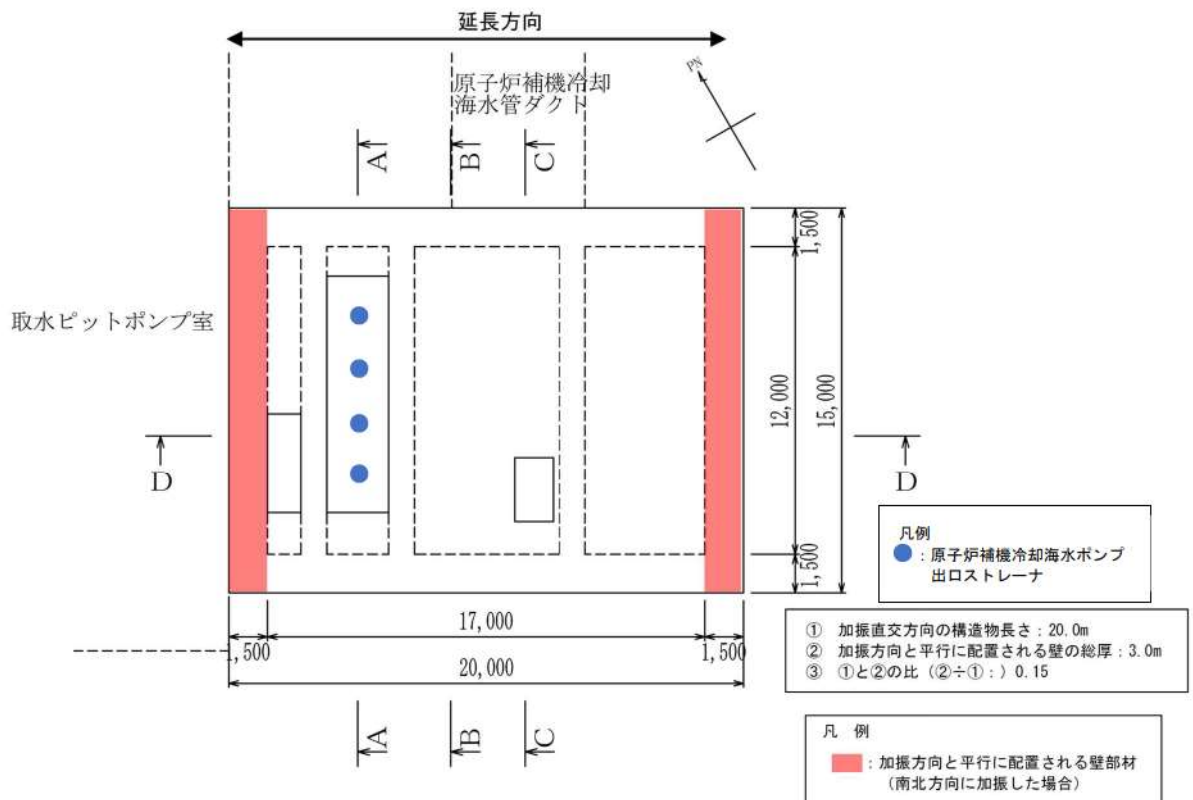 延長方向
原子炉補機冷却
海水管ダクト
PN
A
B
C
1,500
12,000
15,000
1,500
取水ピットポンプ室
D
D
凡例
：原子炉補機冷却海水ポンプ
出口ストレーナ
1,500
17,000
1,500
20,000
① 加振直交方向の構造物長さ：20.0m
② 加振方向と平行に配置される壁の総厚：3.0m
③ ①と②の比（②÷①：）0.15
A
B
C
凡 例
：加振方向と平行に配置される壁部材
（南北方向に加振した場合）